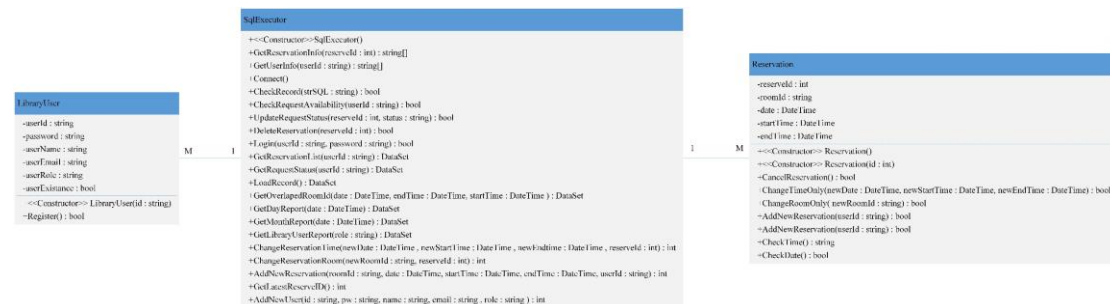 LibraryUser
-userId : string
-password : string
-userName : string
-userEmail : string
-userRole : string
-userExistance : bool
<<Constructor>> LibraryUser(id : string)
+Register() : bool
M 1
SqlExecutor
+<<Constructor>>SqlExecutor()
+GetReservationInfo(reserveId : int) : string[]
+GetUserInfo(userId : string) : string[]
+Connect()
+CheckRecord(strSQL : string) : bool
+CheckRequestAvailability(userId : string) : bool
+UpdateRequestStatus(reserveId : int, status : string) : bool
+DeleteReservation(reserveId : int) : bool
+Login(userId : string, password : string) : bool
+GetReservationList(userId : string) : DataSet
+GetRequestStatus(userId : string) : DataSet
+LoadRecord() : DataSet
+GetOverlapedRoomId(date : DateTime, endTime : DateTime, startTime : DateTime ) : DataSet
+GetDayReport(date : DateTime) : DataSet
+GetMonthReport(date : DateTime) : DataSet
+GetLibraryUserReport(role : string) : DataSet
+ChangeReservationTime(newDate : DateTime , newStartTime : DateTime , newEndtime : DateTime , reserveId : int) : int
+ChangeReservationRoom(newRoomId : string, reserveId : int) : int
+AddNewReservation(roomId : string, date : DateTime, startTime : DateTime, endTime : DateTime, userId : string) : int
+GetLatestReserveID() : int
+AddNewUser(id : string, pw : string, name : string, email : string , role : string ) : int
1 M
Reservation
-reserveId : int
-roomId : string
-date : DateTime
-startTime : DateTime
-endTime : DateTime
+<<Constructor>> Reservation()
+<<Constructor>> Reservation(id : int)
+CancelReservation() : bool
+ChangeTimeOnly(newDate : DateTime, newStartTime : DateTime, newEndTime : DateTime) : bool
+ChangeRoomOnly( newRoomId : string) : bool
+AddNewReservation(userId : string) : bool
+AddNewReservation(userId : string) : bool
+CheckTime() : string
+CheckDate() : bool